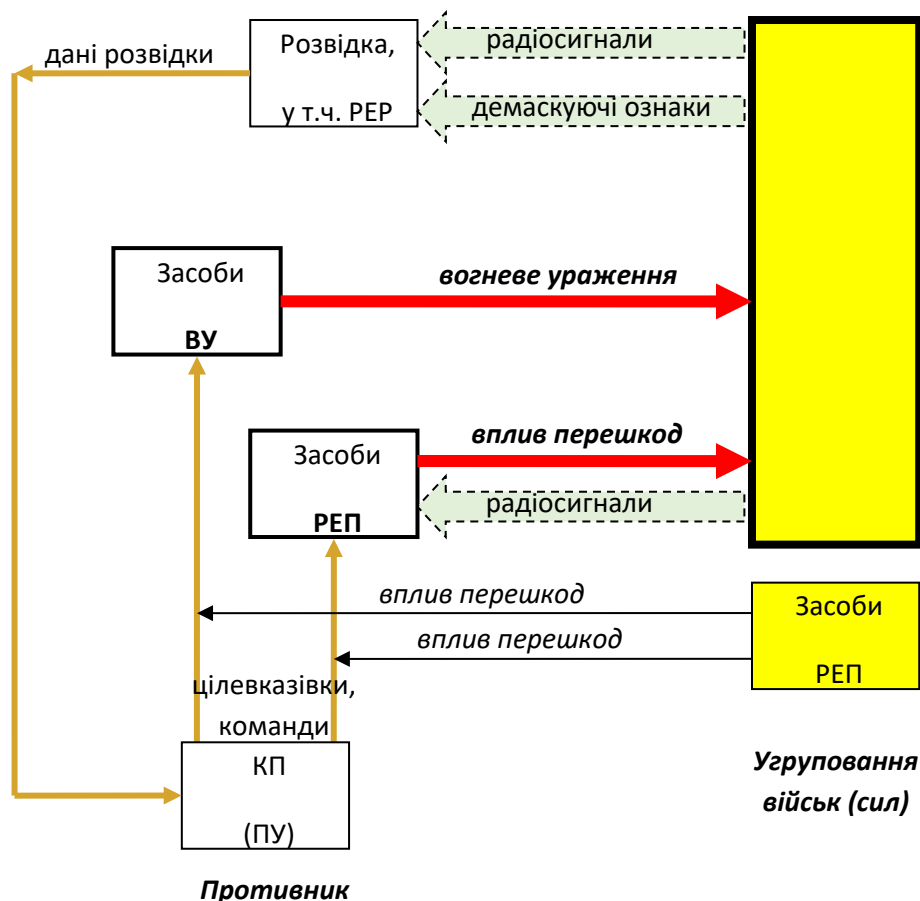 дані розвідки
Розвідка,
у т.ч. РЕР
радіосигнали
демаскуючі ознаки
Засоби
ВУ
вогневе ураження
Засоби
РЕП
вплив перешкод
радіосигнали
вплив перешкод
вплив перешкод
Засоби
РЕП
цілевказівки,
команди
КП
(ПУ)
Угруповання
військ (сил)
Противник